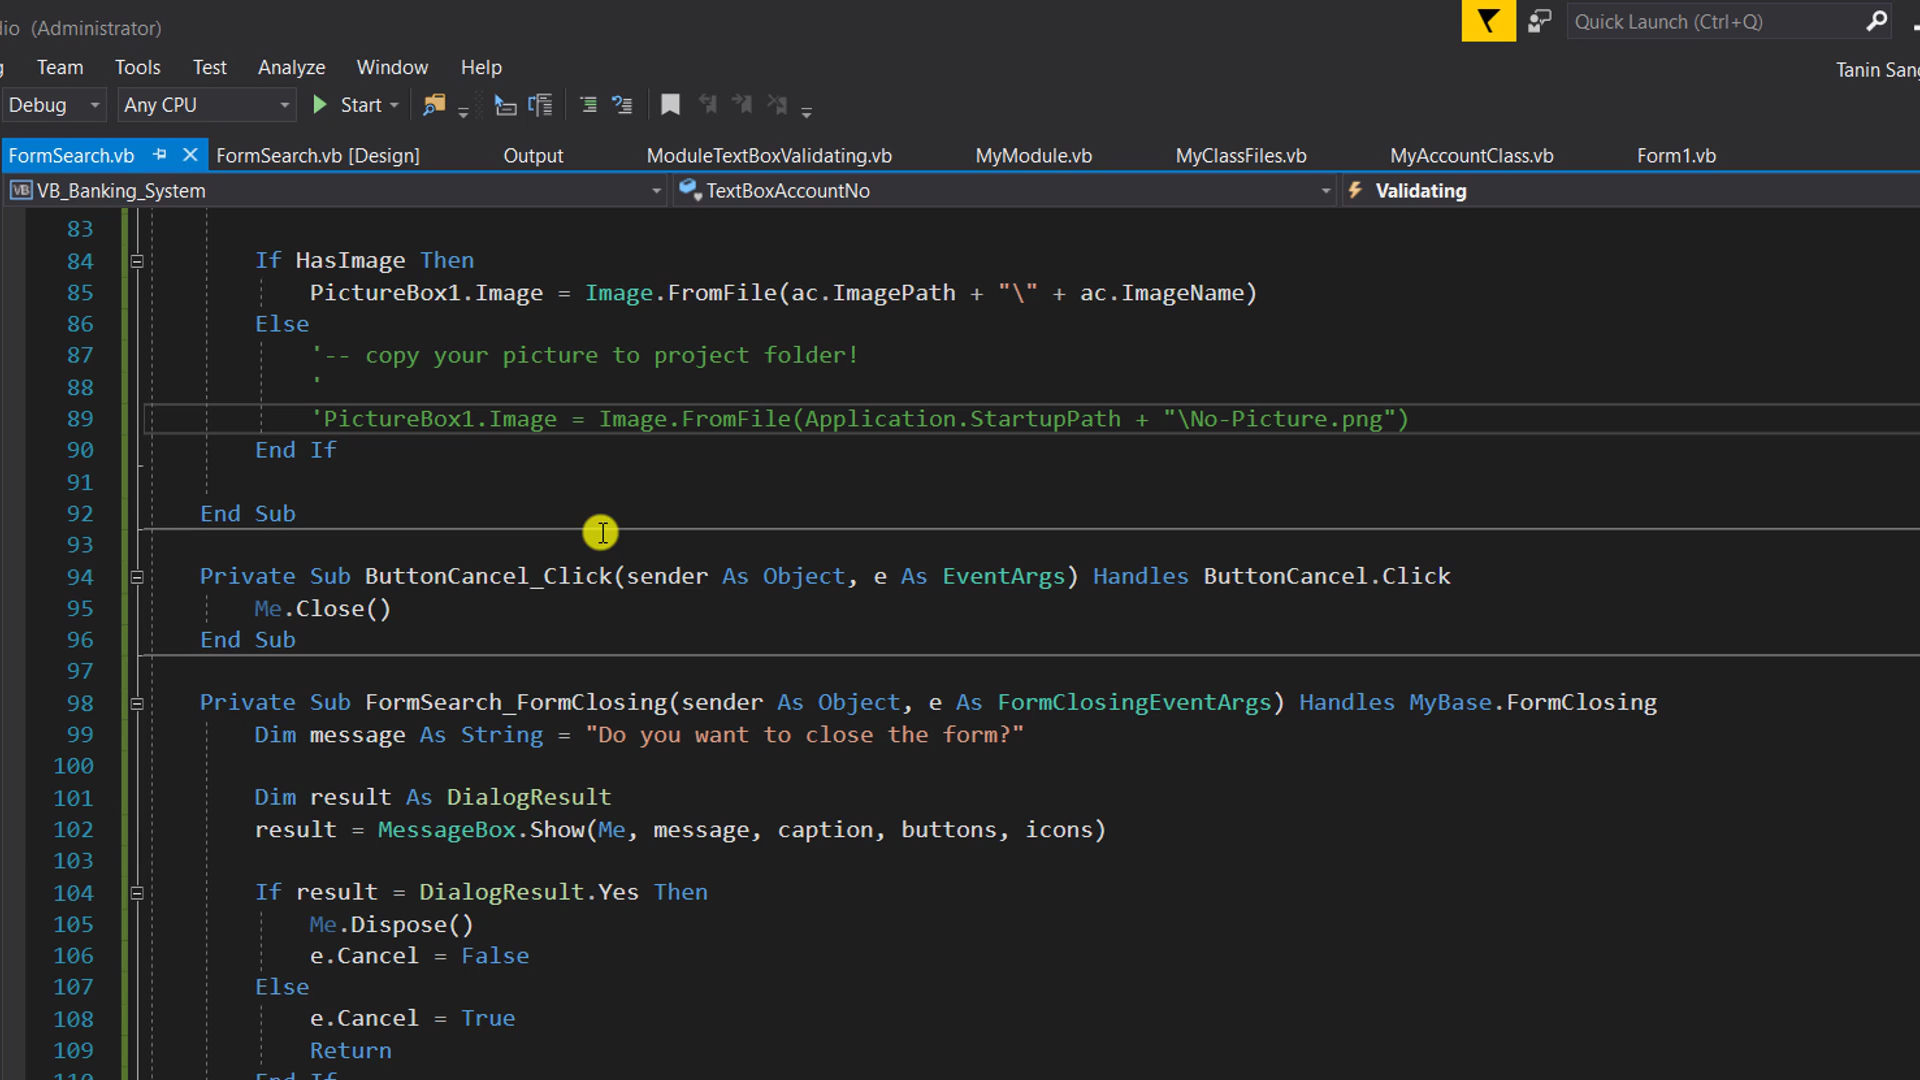 dio (Administrator)
Quick Launch (Ctrl+Q)
Team Tools Test Analyze Window Help
Tanin Sang
Debug Any CPU Start
FormSearch.vb FormSearch.vb [Design] Output ModuleTextBoxValidating.vb MyModule.vb MyClassFiles.vb MyAccountClass.vb Form1.vb
VB VB_Banking_System TextBoxAccountNo Validating
83
84 If HasImage Then
85 PictureBox1.Image = Image.FromFile(ac.ImagePath + "\" + ac.ImageName)
86 Else
87 '-- copy your picture to project folder!
88 '
89 'PictureBox1.Image = Image.FromFile(Application.StartupPath + "\No-Picture.png")
90 End If
91
92 End Sub
93
94 Private Sub ButtonCancel_Click(sender As Object, e As EventArgs) Handles ButtonCancel.Click
95 Me.Close()
96 End Sub
97
98 Private Sub FormSearch_FormClosing(sender As Object, e As FormClosingEventArgs) Handles MyBase.FormClosing
99 Dim message As String = "Do you want to close the form?"
100
101 Dim result As DialogResult
102 result = MessageBox.Show(Me, message, caption, buttons, icons)
103
104 If result = DialogResult.Yes Then
105 Me.Dispose()
106 e.Cancel = False
107 Else
108 e.Cancel = True
109 Return
110 End If